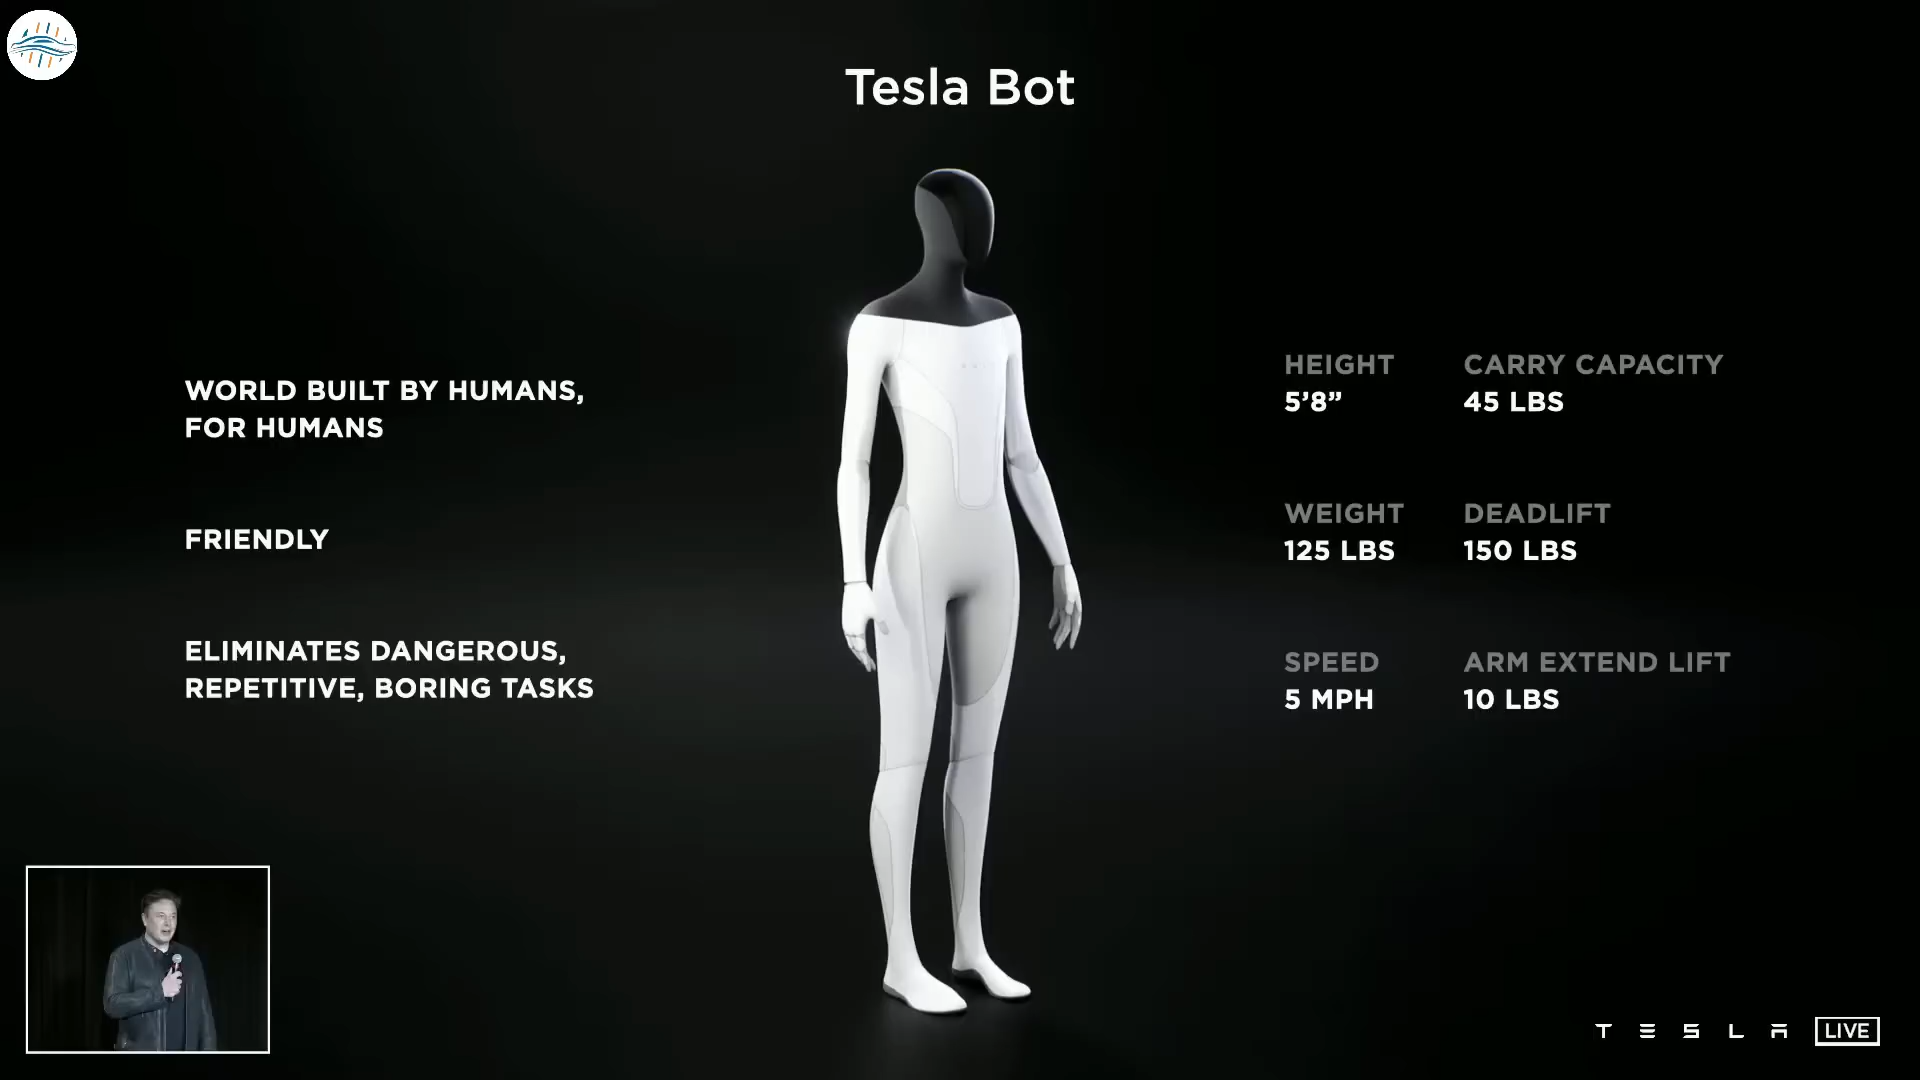 Tesla Bot
WORLD BUILT BY HUMANS,
FOR HUMANS
FRIENDLY
ELIMINATES DANGEROUS,
REPETITIVE, BORING TASKS
HEIGHT
5’8”
CARRY CAPACITY
45 LBS
WEIGHT
125 LBS
DEADLIFT
150 LBS
SPEED
5 MPH
ARM EXTEND LIFT
10 LBS
TESLA LIVE